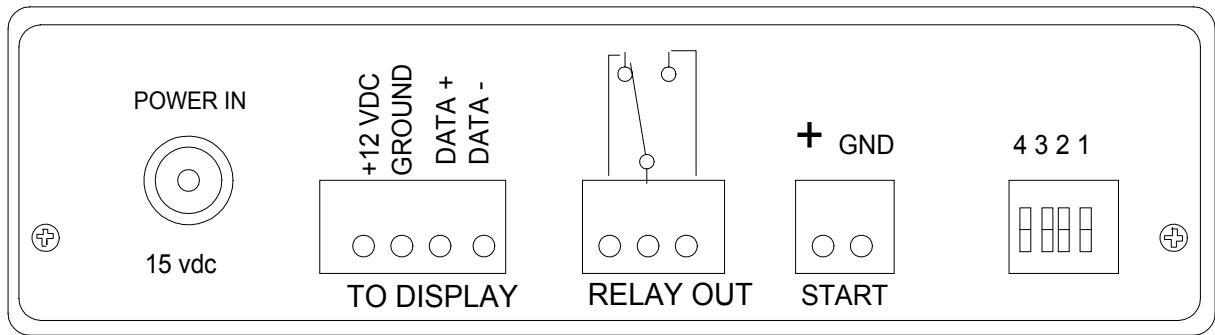 POWER IN
15 vdc
+12 VDC
GROUND
DATA +
DATA -
TO DISPLAY
RELAY OUT
+ GND
START
4 3 2 1